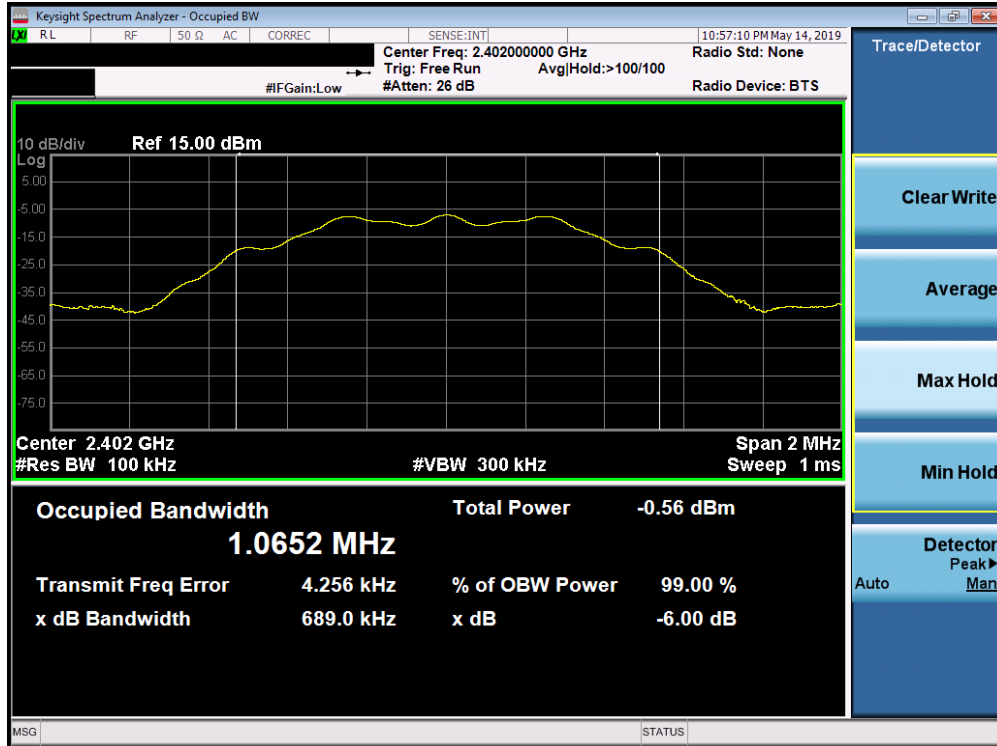 Keysight Spectrum Analyzer - Occupied BW
LXI RL RF 50 Ω AC CORREC SENSE:INT 10:57:10 PM May 14, 2019
Center Freq: 2.402000000 GHz Radio Std: None
Trig: Free Run Avg|Hold:>100/100
#IFGain:Low #Atten: 26 dB Radio Device: BTS
10 dB/div Ref 15.00 dBm
Log
5.00
-5.00
-15.0
-25.0
-35.0
-45.0
-55.0
-65.0
-75.0
Center 2.402 GHz Span 2 MHz
#Res BW 100 kHz #VBW 300 kHz Sweep 1 ms
Occupied Bandwidth Total Power -0.56 dBm
1.0652 MHz
Transmit Freq Error 4.256 kHz % of OBW Power 99.00 %
x dB Bandwidth 689.0 kHz x dB -6.00 dB
MSG STATUS
Trace/Detector
Clear Write
Average
Max Hold
Min Hold
Detector
Peak▶
Auto Man